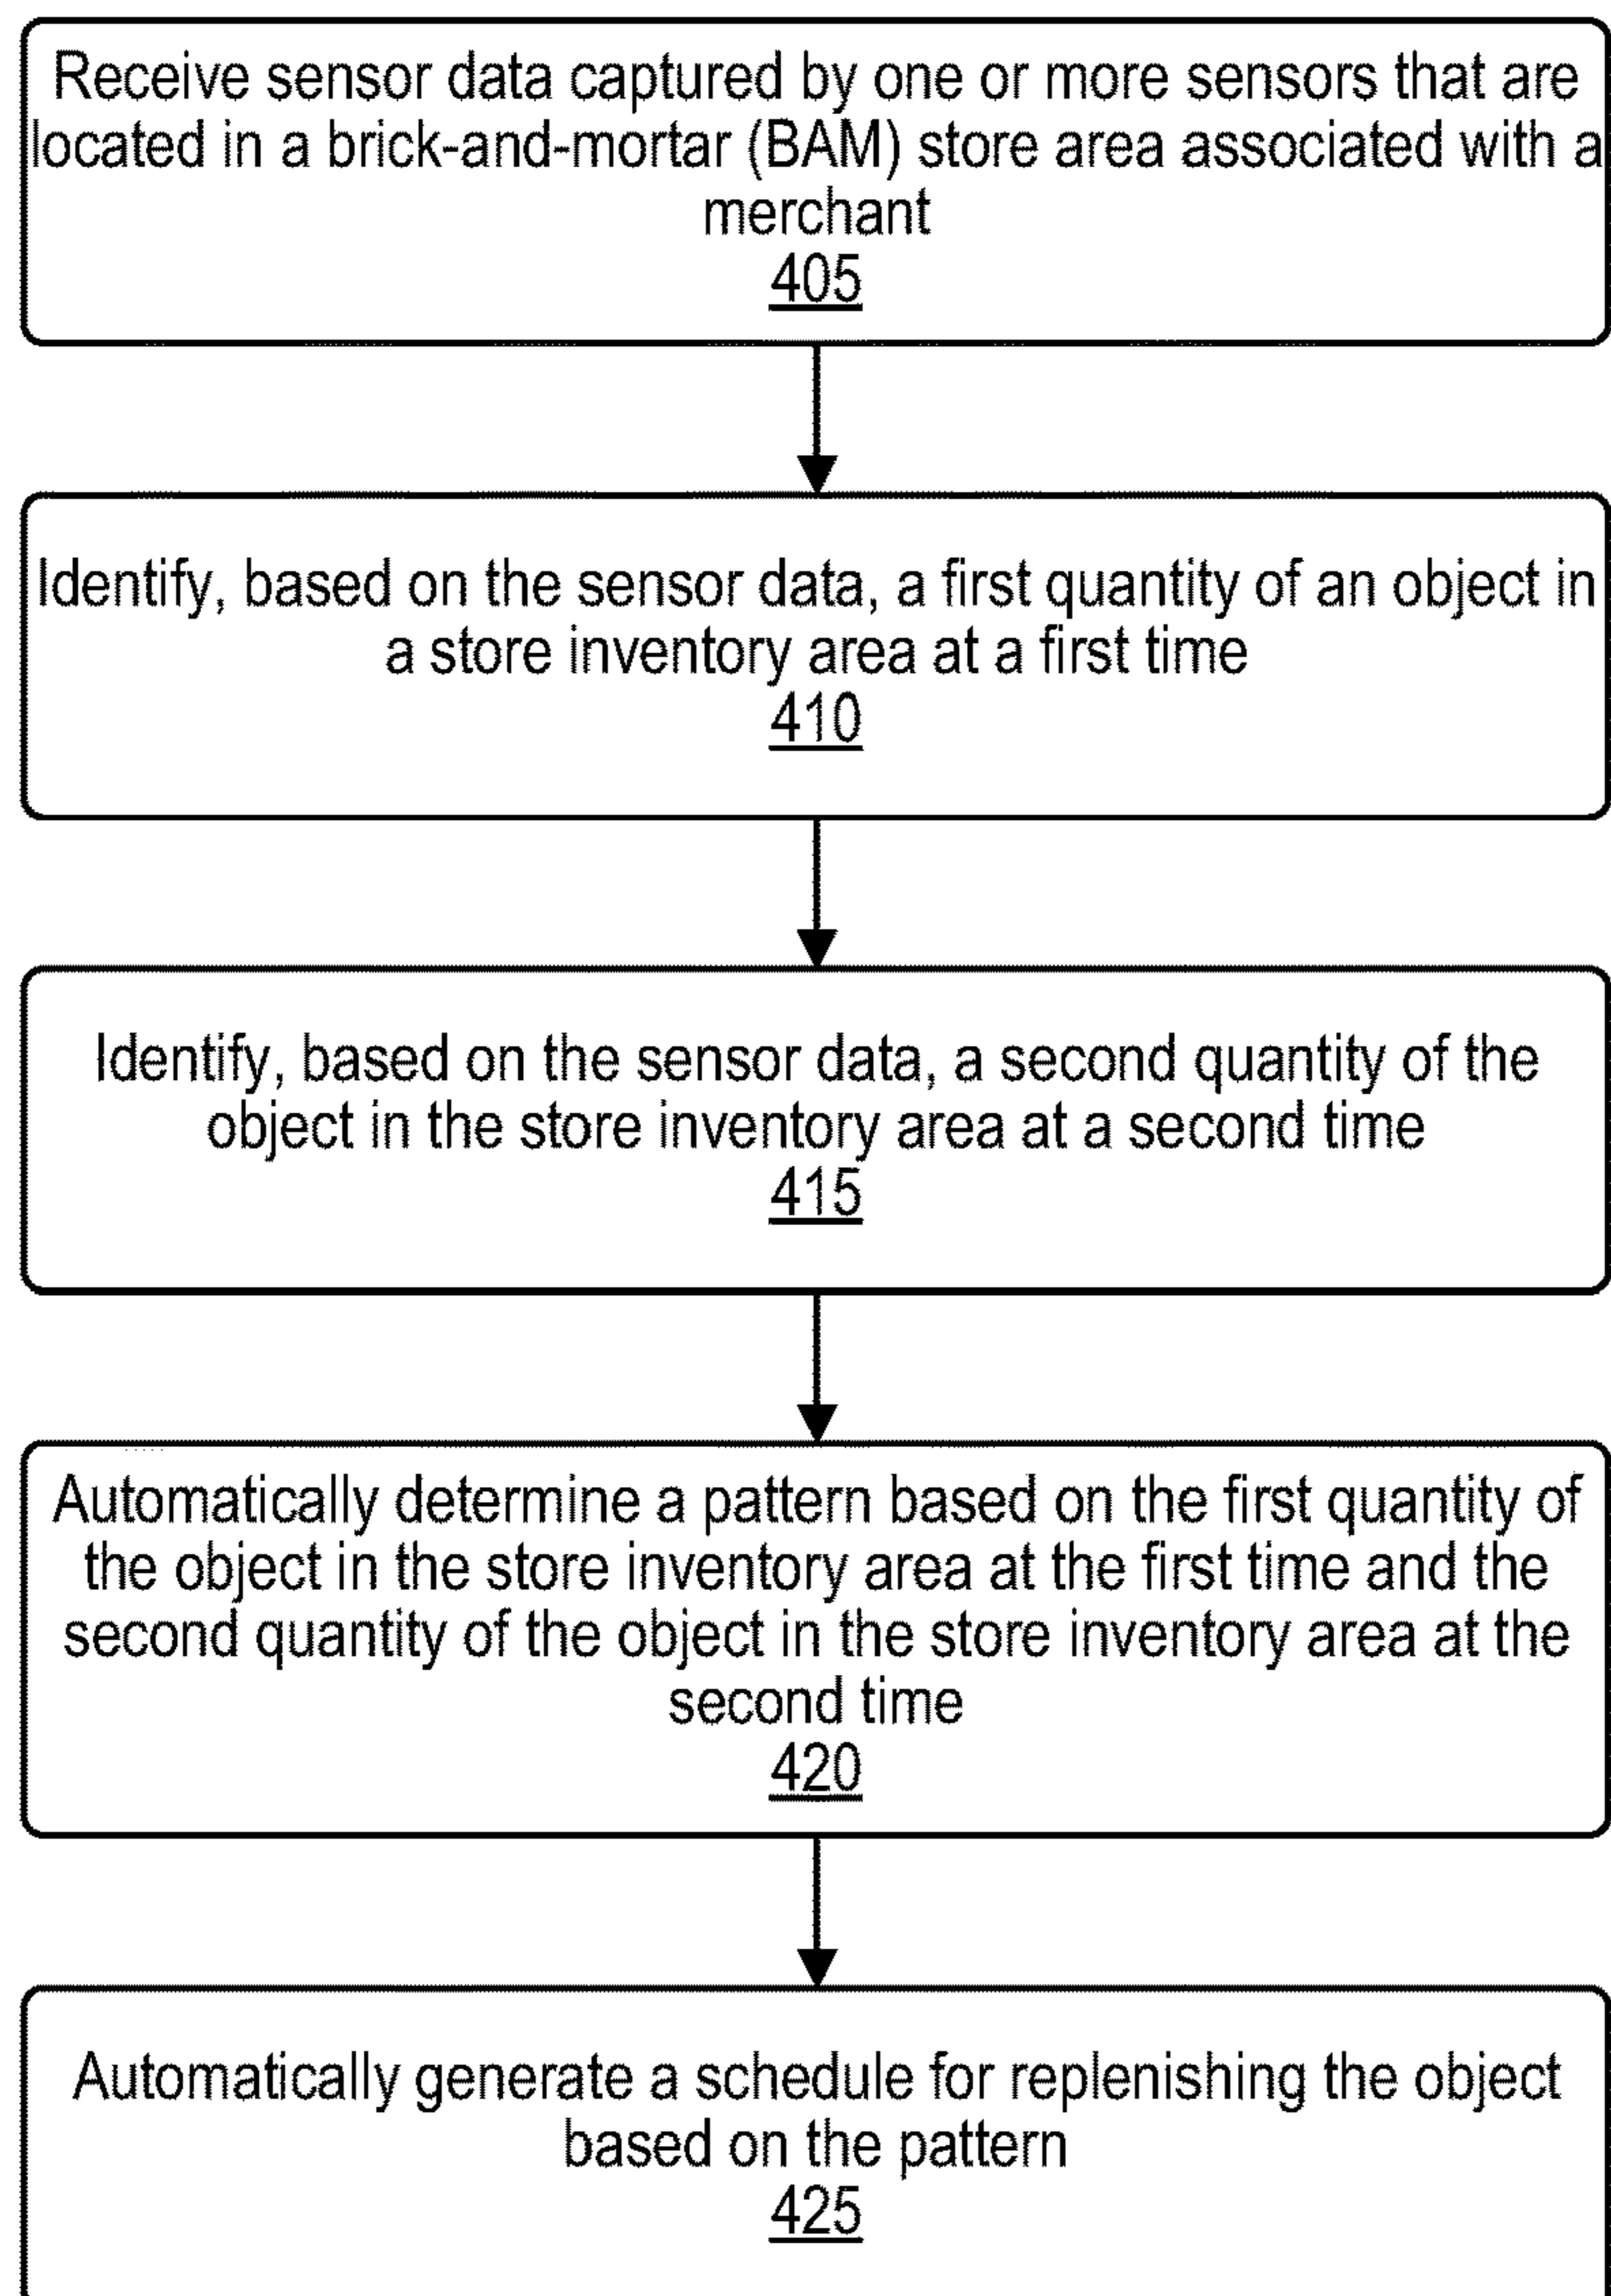 Receive sensor data captured by one or more sensors that are
located in a brick-and-mortar (BAM) store area associated with a
merchant
405
Identify, based on the sensor data, a first quantity of an object in
a store inventory area at a first time
410
Identify, based on the sensor data, a second quantity of the
object in the store inventory area at a second time
415
Automatically determine a pattern based on the first quantity of
the object in the store inventory area at the first time and the
second quantity of the object in the store inventory area at the
second time
420
Automatically generate a schedule for replenishing the object
based on the pattern
425